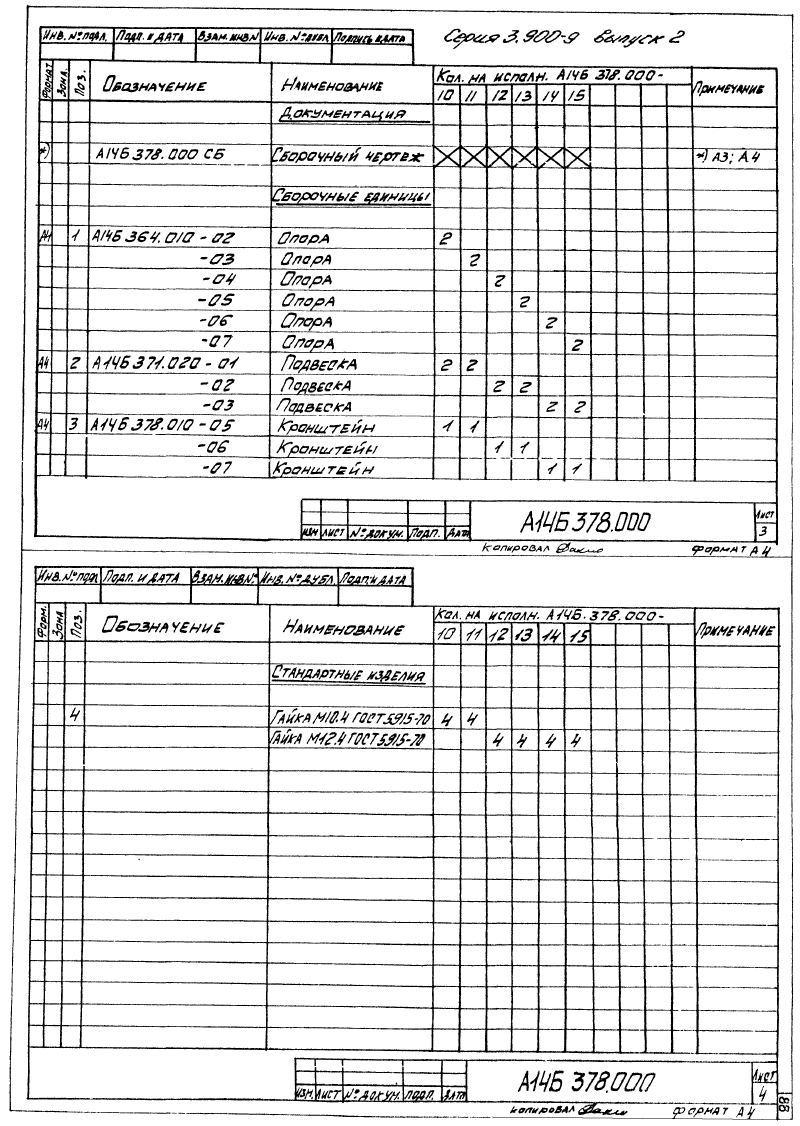 Инв. № подл. Подп. и дата Взам. инв.№ Инв. № дубл. Подпись и дата Серия 3.900-9 Выпуск 2
Формат Зона Поз. Обозначение Наименование Кол. на исполн. А14Б 378.000- Примечание
10 11 12 13 14 15
Документация
*) А14Б 378.000 СБ Сборочный чертеж *) А3; А4
Сборочные единицы
А4 1 А14Б 364.010 - 02 Опора 2
-03 Опора 2
-04 Опора 2
-05 Опора 2
-06 Опора 2
-07 Опора 2
А4 2 А14Б 371.020 - 01 Подвеска 2 2
-02 Подвеска 2 2
-03 Подвеска 2 2
А4 3 А14Б 378.010 - 05 Кронштейн 1 1
-06 Кронштейн 1 1
-07 Кронштейн 1 1
А14Б 378.000 Лист 3
Изм Лист № докум. Подп. Дата
Копировал Формат А4
Инв. № подл Подп. и дата Взам. инв№ Инв. № дубл Подп. и дата
Форм. Зона Поз. Обозначение Наименование Кол. на исполн. А14Б. 378.000- Примечание
10 11 12 13 14 15
Стандартные изделия
4 Гайка М10.4 ГОСТ 5915-70 4 4
Гайка М12.4 ГОСТ 5915-70 4 4 4 4
А14Б 378.000 Лист 4
Изм. Лист № докум. Подп. Дата
Копировал Формат А4
88